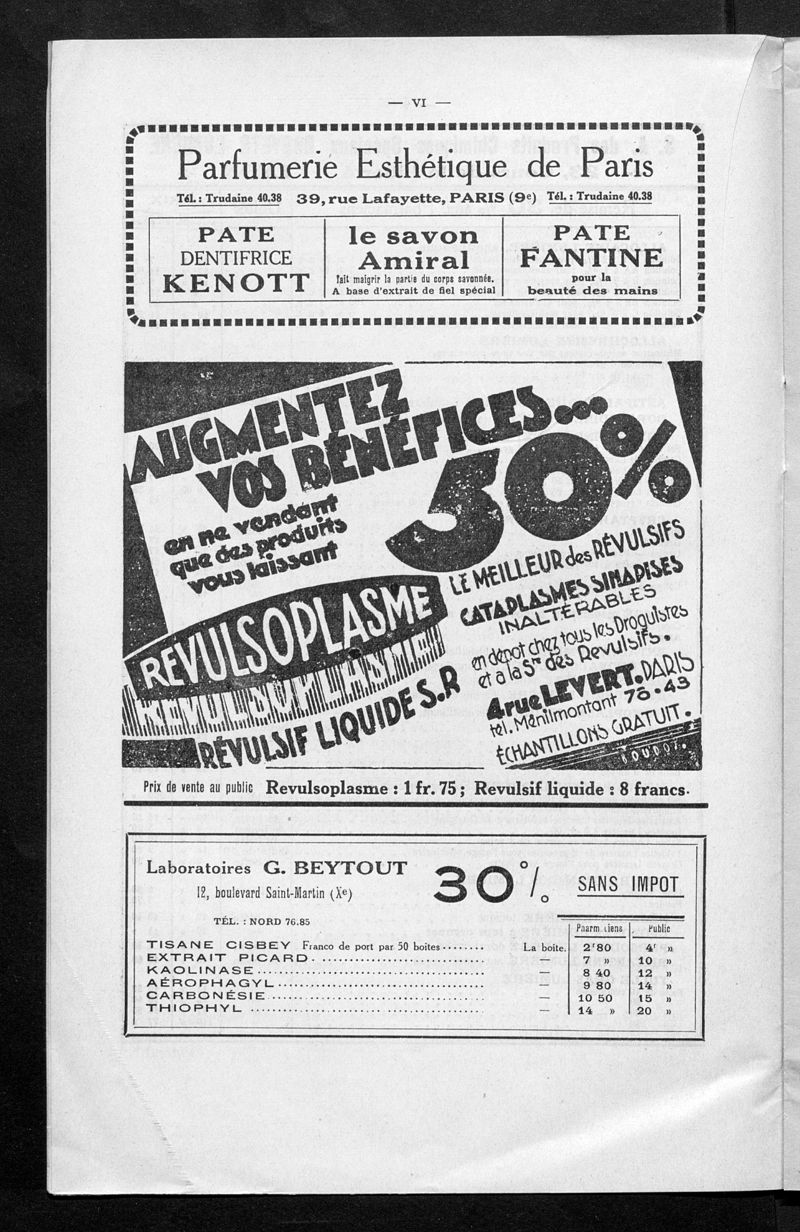 — VI —
Parfumerie Esthétique de Paris
Tél. : Trudaine 40.38 39, rue Lafayette, PARIS (9e) Tél. : Trudaine 40.38
PATE
DENTIFRICE
KENOTT
le savon
Amiral
fait maigrir la partie du corps savonnée.
A base d'extrait de fiel spécial
PATE
FANTINE
pour la
beauté des mains
AUGMENTEZ
VOS BÉNÉFICES...
50%
en ne vendant
que des produits
vous laissant
REVULSOPLASME
REVULSOPLASME
RÉVULSIF LIQUIDE S.R
LE MEILLEUR des RÉVULSIFS
CATAPLASMES SINAPISES
INALTÉRABLES
en dépot chez tous les Droguistes
et a la Sté des Revulsifs.
4 rue LEVERT. PARIS
tel. Ménilmontant 76.43
ÉCHANTILLONS GRATUIT.
Prix de vente au public Revulsoplasme : 1 fr. 75 ; Revulsif liquide : 8 francs.
Laboratoires G. BEYTOUT
12, boulevard Saint-Martin (Xe)
TÉL. : NORD 76.85
30 % SANS IMPOT
Pharmaciens Public
TISANE CISBEY Franco de port par 50 boites ........ La boite. 2f80 4f »
EXTRAIT PICARD. ........ — 7 » 10 »
KAOLINASE ........ — 8 40 12 »
AÉROPHAGYL ........ — 9 80 14 »
CARBONÉSIE ........ — 10 50 15 »
THIOPHYL ........ — 14 » 20 »